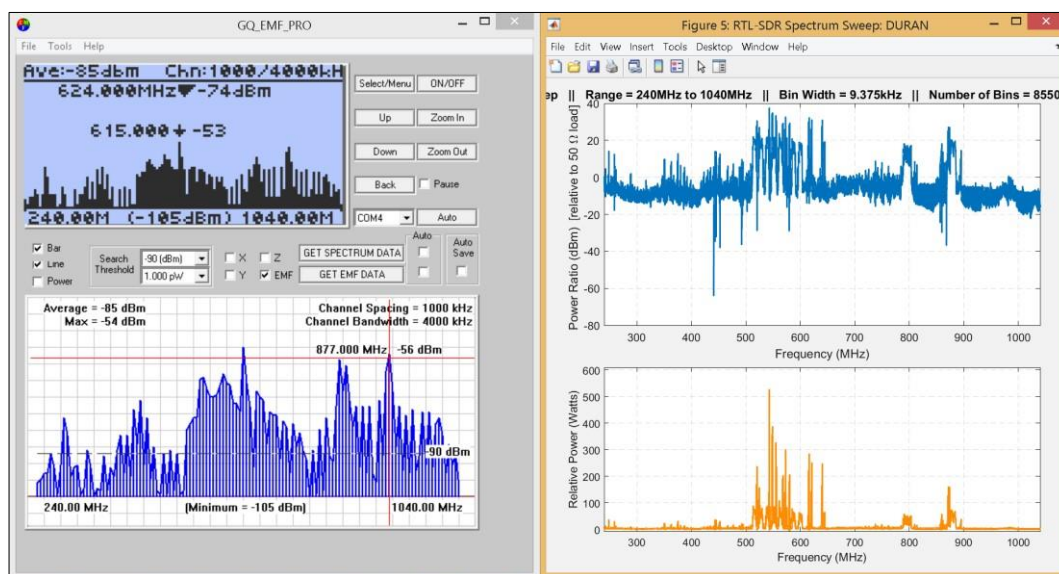 GQ_EMF_PRO
File Tools Help
Ave:-85dbm Chn:1000/4000kH
624.000MHz▼-74dBm
615.000↓-53
240.00M (-105dBm) 1040.00M
Select/Menu ON/OFF
Up Zoom In
Down Zoom Out
Back Pause
COM4 Auto
Bar
Line
Power
Search Threshold
-90 (dBm)
1.000 pW
X Z
Y EMF
GET SPECTRUM DATA
GET EMF DATA
Auto
Auto Save
Average = -85 dBm
Max = -54 dBm
Channel Spacing = 1000 kHz
Channel Bandwidth = 4000 kHz
877.000 MHz -56 dBm
-90 dBm
240.00 MHz (Minimum = -105 dBm) 1040.00 MHz
Figure 5: RTL-SDR Spectrum Sweep: DURAN
File Edit View Insert Tools Desktop Window Help
ep || Range = 240MHz to 1040MHz || Bin Width = 9.375kHz || Number of Bins = 8550
Power Ratio (dBm) [relative to 50 Ω load]
40
20
0
-20
-40
-60
-80
300 400 500 600 700 800 900 1000
Frequency (MHz)
Relative Power (Watts)
600
500
400
300
200
100
0
300 400 500 600 700 800 900 1000
Frequency (MHz)